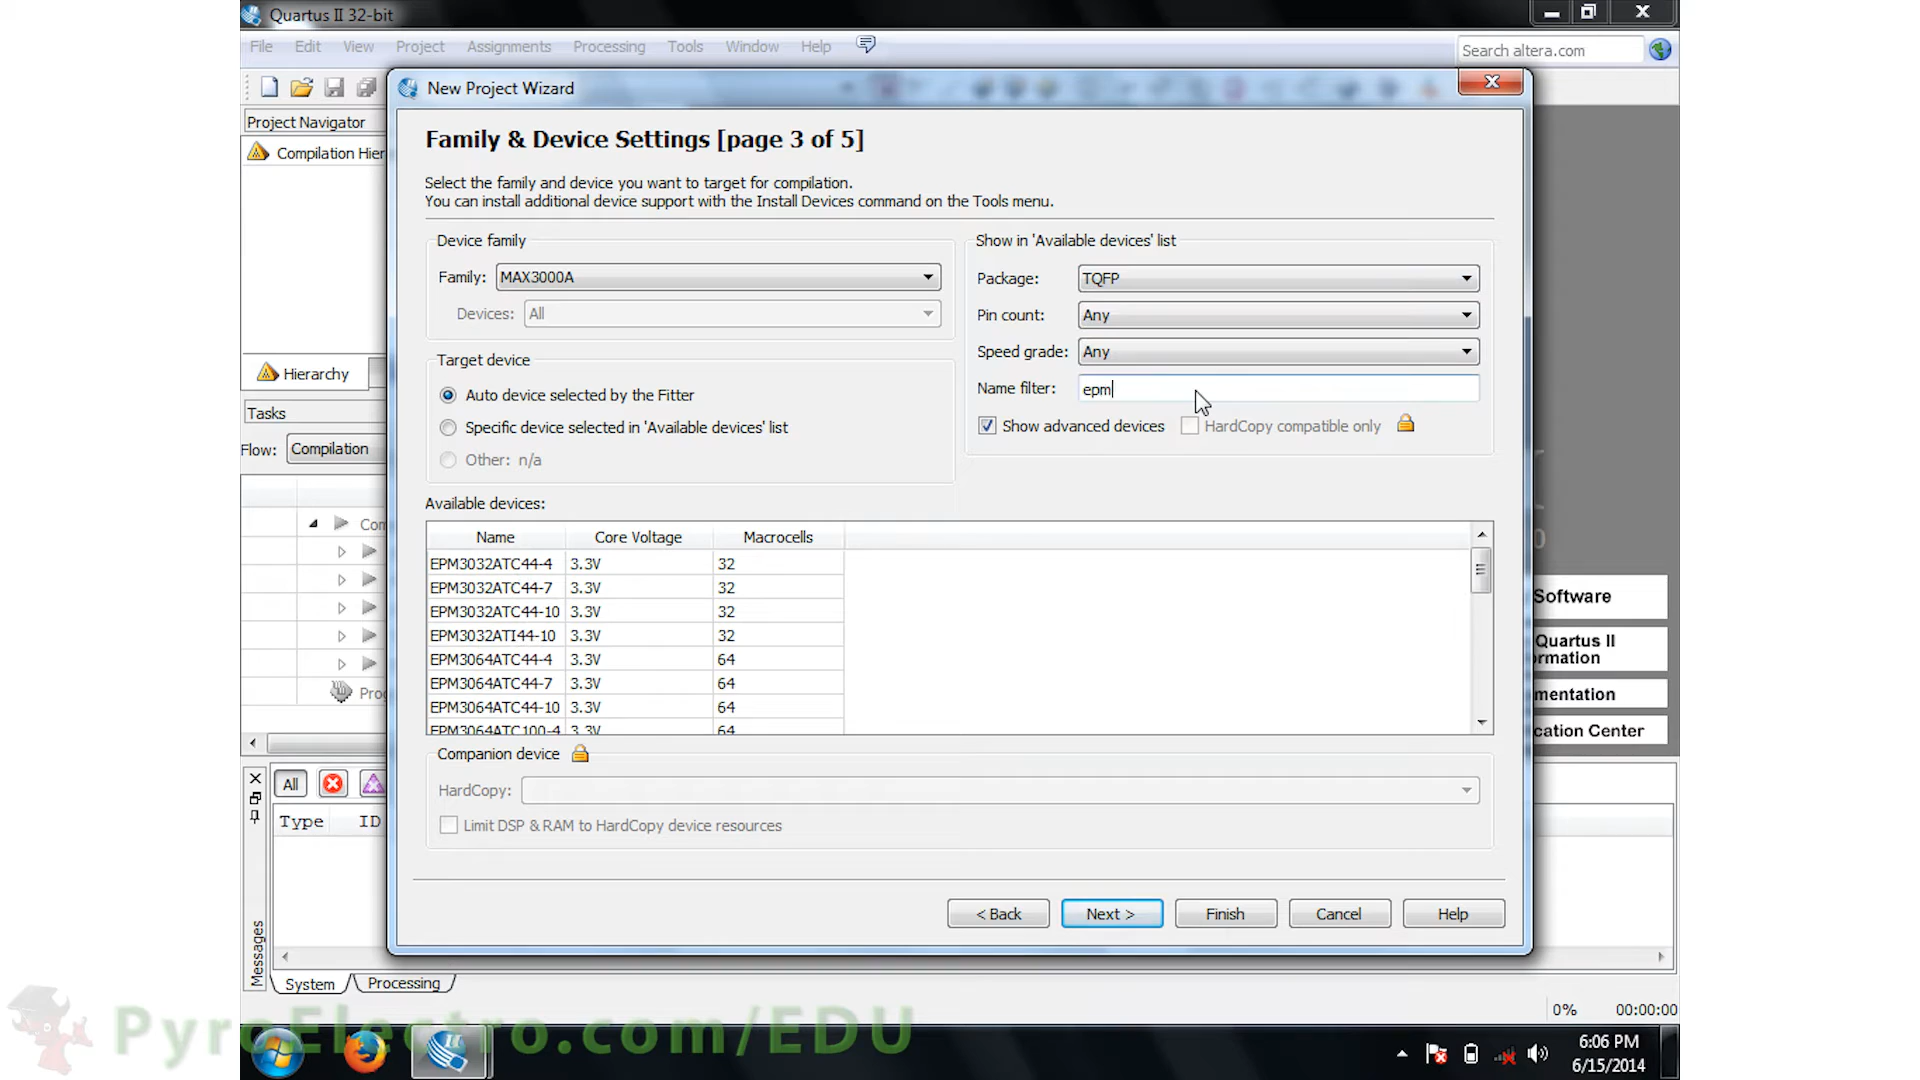 Quartus II 32-bit
File Edit View Project Assignments Processing Tools Window Help
Search altera.com
New Project Wizard
Project Navigator
Compilation Hier
Hierarchy
Tasks
Flow: Compilation
Com
Prog
Family & Device Settings [page 3 of 5]
Select the family and device you want to target for compilation.
You can install additional device support with the Install Devices command on the Tools menu.
Device family
Family: MAX3000A
Devices: All
Target device
Auto device selected by the Fitter
Specific device selected in 'Available devices' list
Other: n/a
Show in 'Available devices' list
Package: TQFP
Pin count: Any
Speed grade: Any
Name filter: epm
Show advanced devices HardCopy compatible only
Available devices:
Name Core Voltage Macrocells
EPM3032ATC44-4 3.3V 32
EPM3032ATC44-7 3.3V 32
EPM3032ATC44-10 3.3V 32
EPM3032ATI44-10 3.3V 32
EPM3064ATC44-4 3.3V 64
EPM3064ATC44-7 3.3V 64
EPM3064ATC44-10 3.3V 64
EPM3064ATC100-4 3.3V 64
Companion device
HardCopy:
Limit DSP & RAM to HardCopy device resources
< Back Next > Finish Cancel Help
Software
Quartus II
rmation
mentation
cation Center
All
Type ID
Messages
System Processing
0% 00:00:00
PyroElectro.com/EDU
6:06 PM
6/15/2014